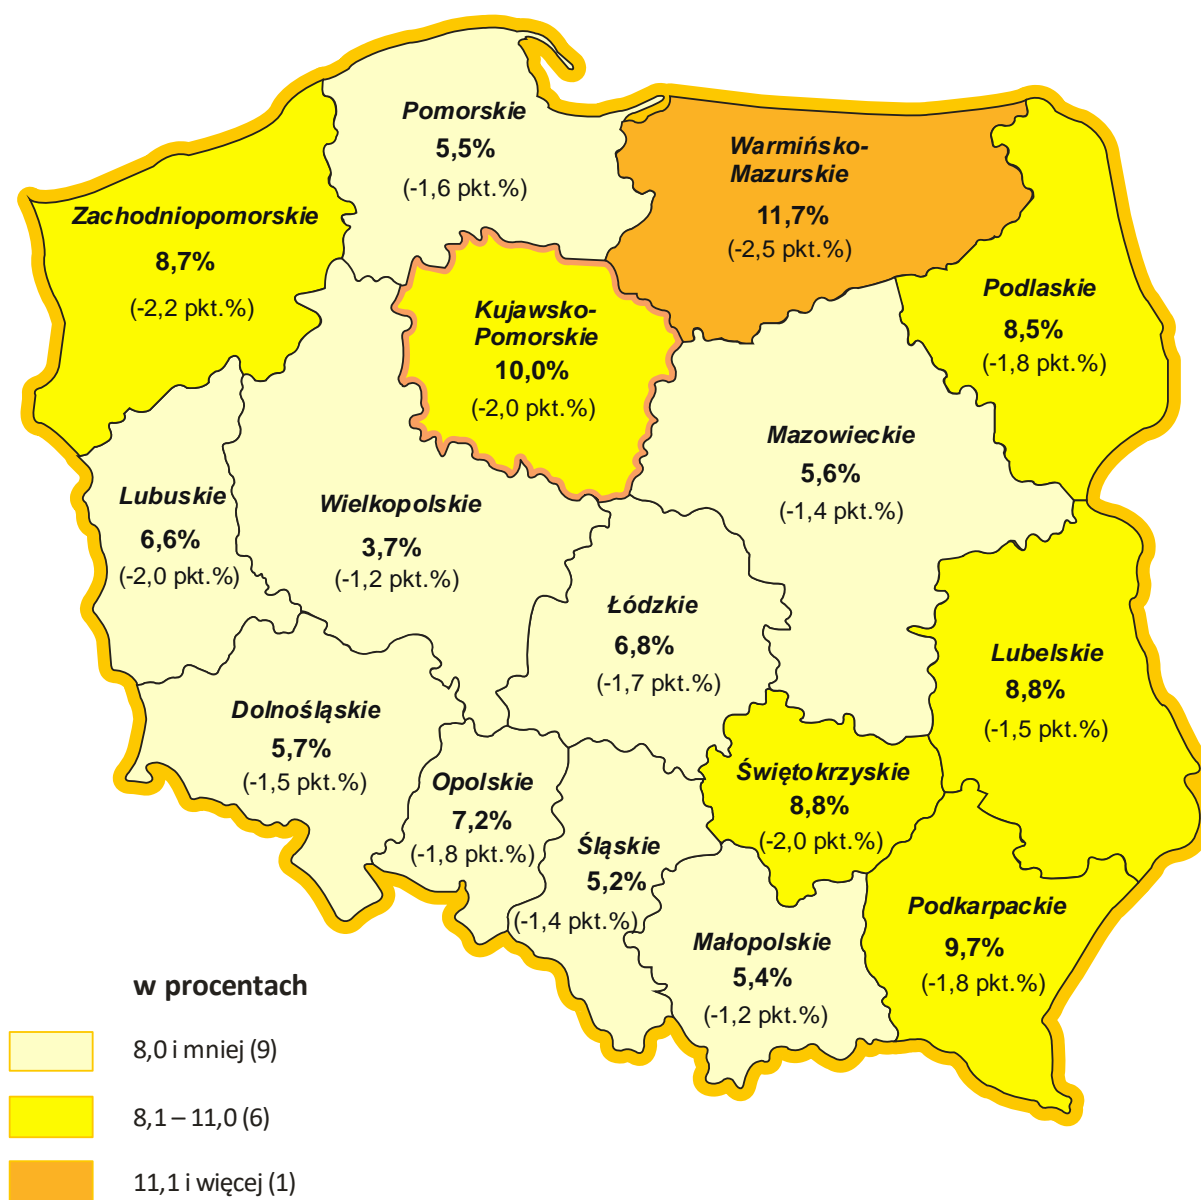 Pomorskie
5,5%
(-1,6 pkt.%)
Warmińsko-
Mazurskie
11,7%
(-2,5 pkt.%)
Zachodniopomorskie
8,7%
(-2,2 pkt.%)
Kujawsko-
Pomorskie
10,0%
(-2,0 pkt.%)
Podlaskie
8,5%
(-1,8 pkt.%)
Mazowieckie
5,6%
(-1,4 pkt.%)
Lubuskie
6,6%
(-2,0 pkt.%)
Wielkopolskie
3,7%
(-1,2 pkt.%)
Łódzkie
6,8%
(-1,7 pkt.%)
Lubelskie
8,8%
(-1,5 pkt.%)
Dolnośląskie
5,7%
(-1,5 pkt.%)
Opolskie
7,2%
(-1,8 pkt.%)
Śląskie
5,2%
(-1,4 pkt.%)
Świętokrzyskie
8,8%
(-2,0 pkt.%)
Małopolskie
5,4%
(-1,2 pkt.%)
Podkarpackie
9,7%
(-1,8 pkt.%)
w procentach
8,0 i mniej (9)
8,1 – 11,0 (6)
11,1 i więcej (1)